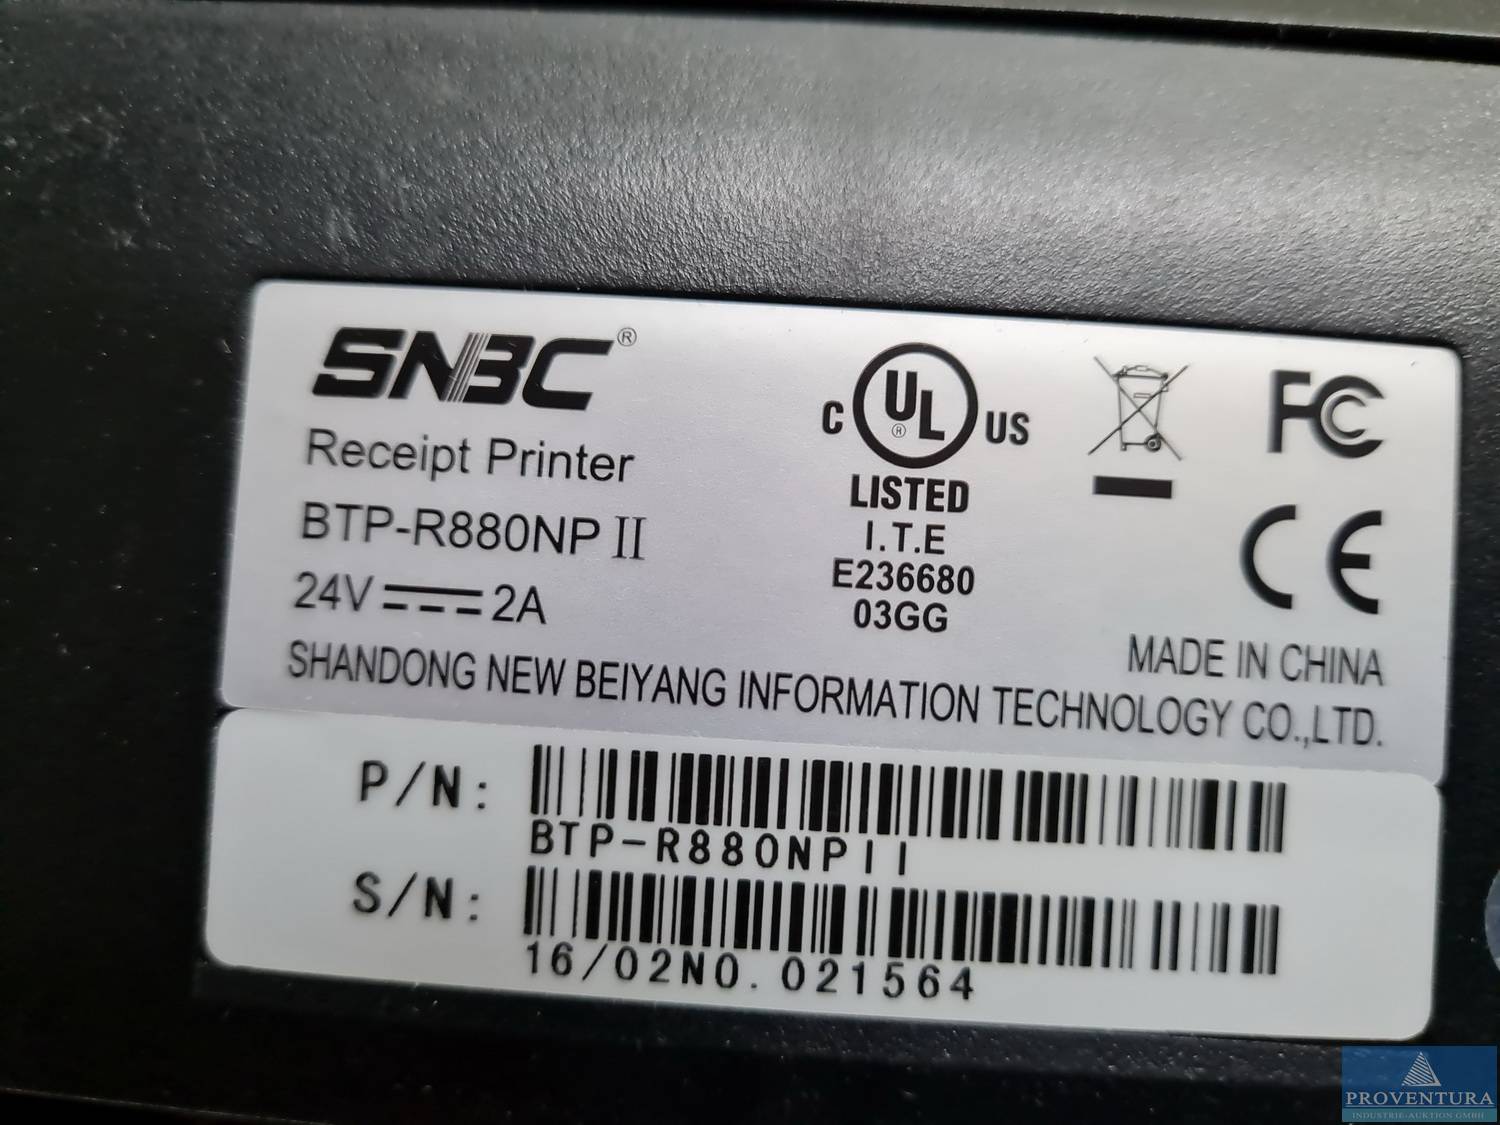 SNBC®
Receipt Printer
BTP-R880NP II
24V 2A
C UL® US
LISTED
I.T.E
E236680
03GG
FC
CE
MADE IN CHINA
SHANDONG NEW BEIYANG INFORMATION TECHNOLOGY CO.,LTD.
P/N:
BTP-R880NPII
S/N:
16/02NO.021564
PROVENTURA
INDUSTRIE-AUKTION GMBH